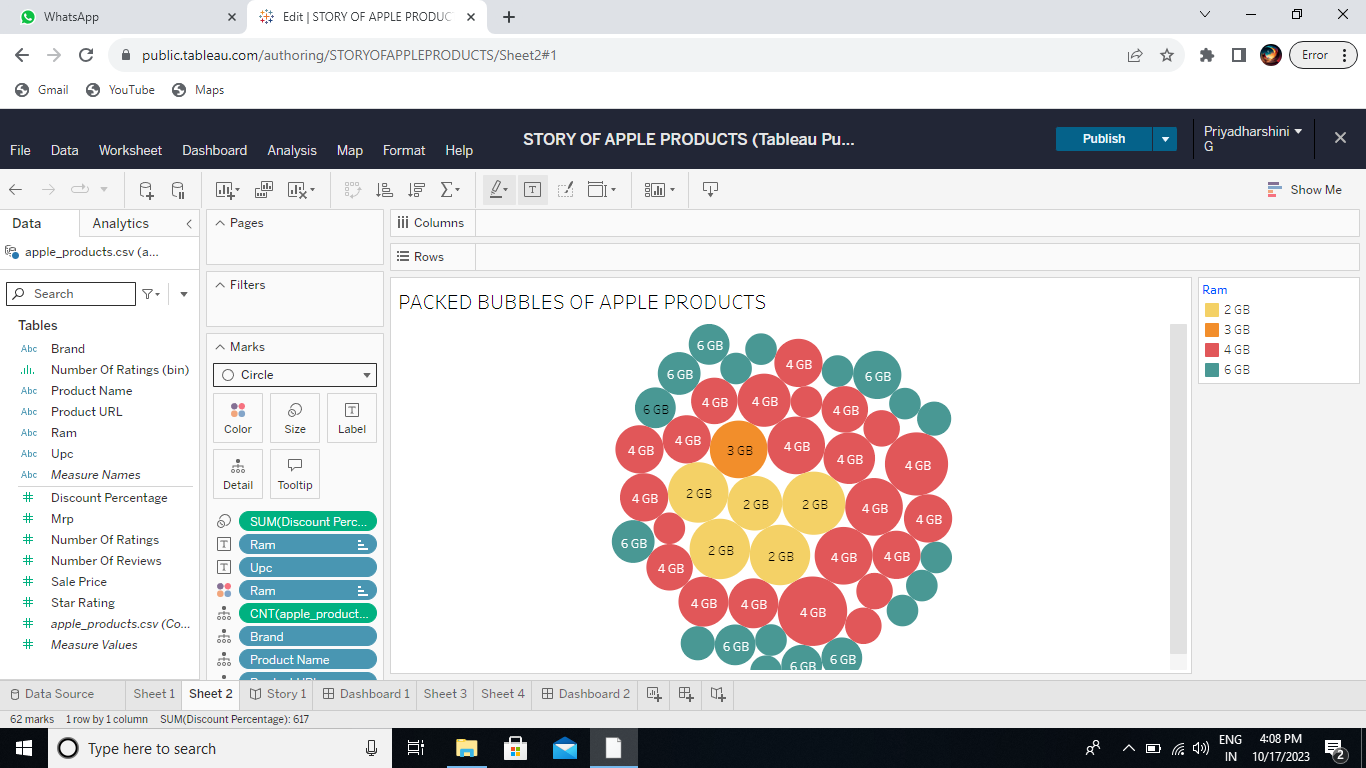 WhatsApp
Edit | STORY OF APPLE PRODUC
public.tableau.com/authoring/STORYOFAPPLEPRODUCTS/Sheet2#1
Error
Gmail
YouTube
Maps
STORY OF APPLE PRODUCTS (Tableau Pu...
Publish
Priyadharshini
G
File Data Worksheet Dashboard Analysis Map Format Help
Show Me
Data Analytics
apple_products.csv (a...
Search
Tables
Abc Brand
Number Of Ratings (bin)
Abc Product Name
Abc Product URL
Abc Ram
Abc Upc
Abc Measure Names
Discount Percentage
Mrp
Number Of Ratings
Number Of Reviews
Sale Price
Star Rating
apple_products.csv (Co...
Measure Values
Pages
Filters
Marks
Circle
Color Size Label
Detail Tooltip
SUM(Discount Perc...
Ram
Upc
Ram
CNT(apple_product...
Brand
Product Name
Columns
Rows
PACKED BUBBLES OF APPLE PRODUCTS
6 GB
4 GB
6 GB
6 GB
6 GB
4 GB
4 GB
4 GB
4 GB
4 GB
3 GB
4 GB
4 GB
4 GB
4 GB
2 GB
2 GB
2 GB
4 GB
4 GB
6 GB
2 GB
2 GB
4 GB
4 GB
4 GB
4 GB
4 GB
4 GB
6 GB
6 GB
6 GB
Ram
2 GB
3 GB
4 GB
6 GB
Data Source Sheet 1 Sheet 2 Story 1 Dashboard 1 Sheet 3 Sheet 4 Dashboard 2
62 marks 1 row by 1 column SUM(Discount Percentage): 617
Type here to search
ENG
IN
4:08 PM
10/17/2023
2